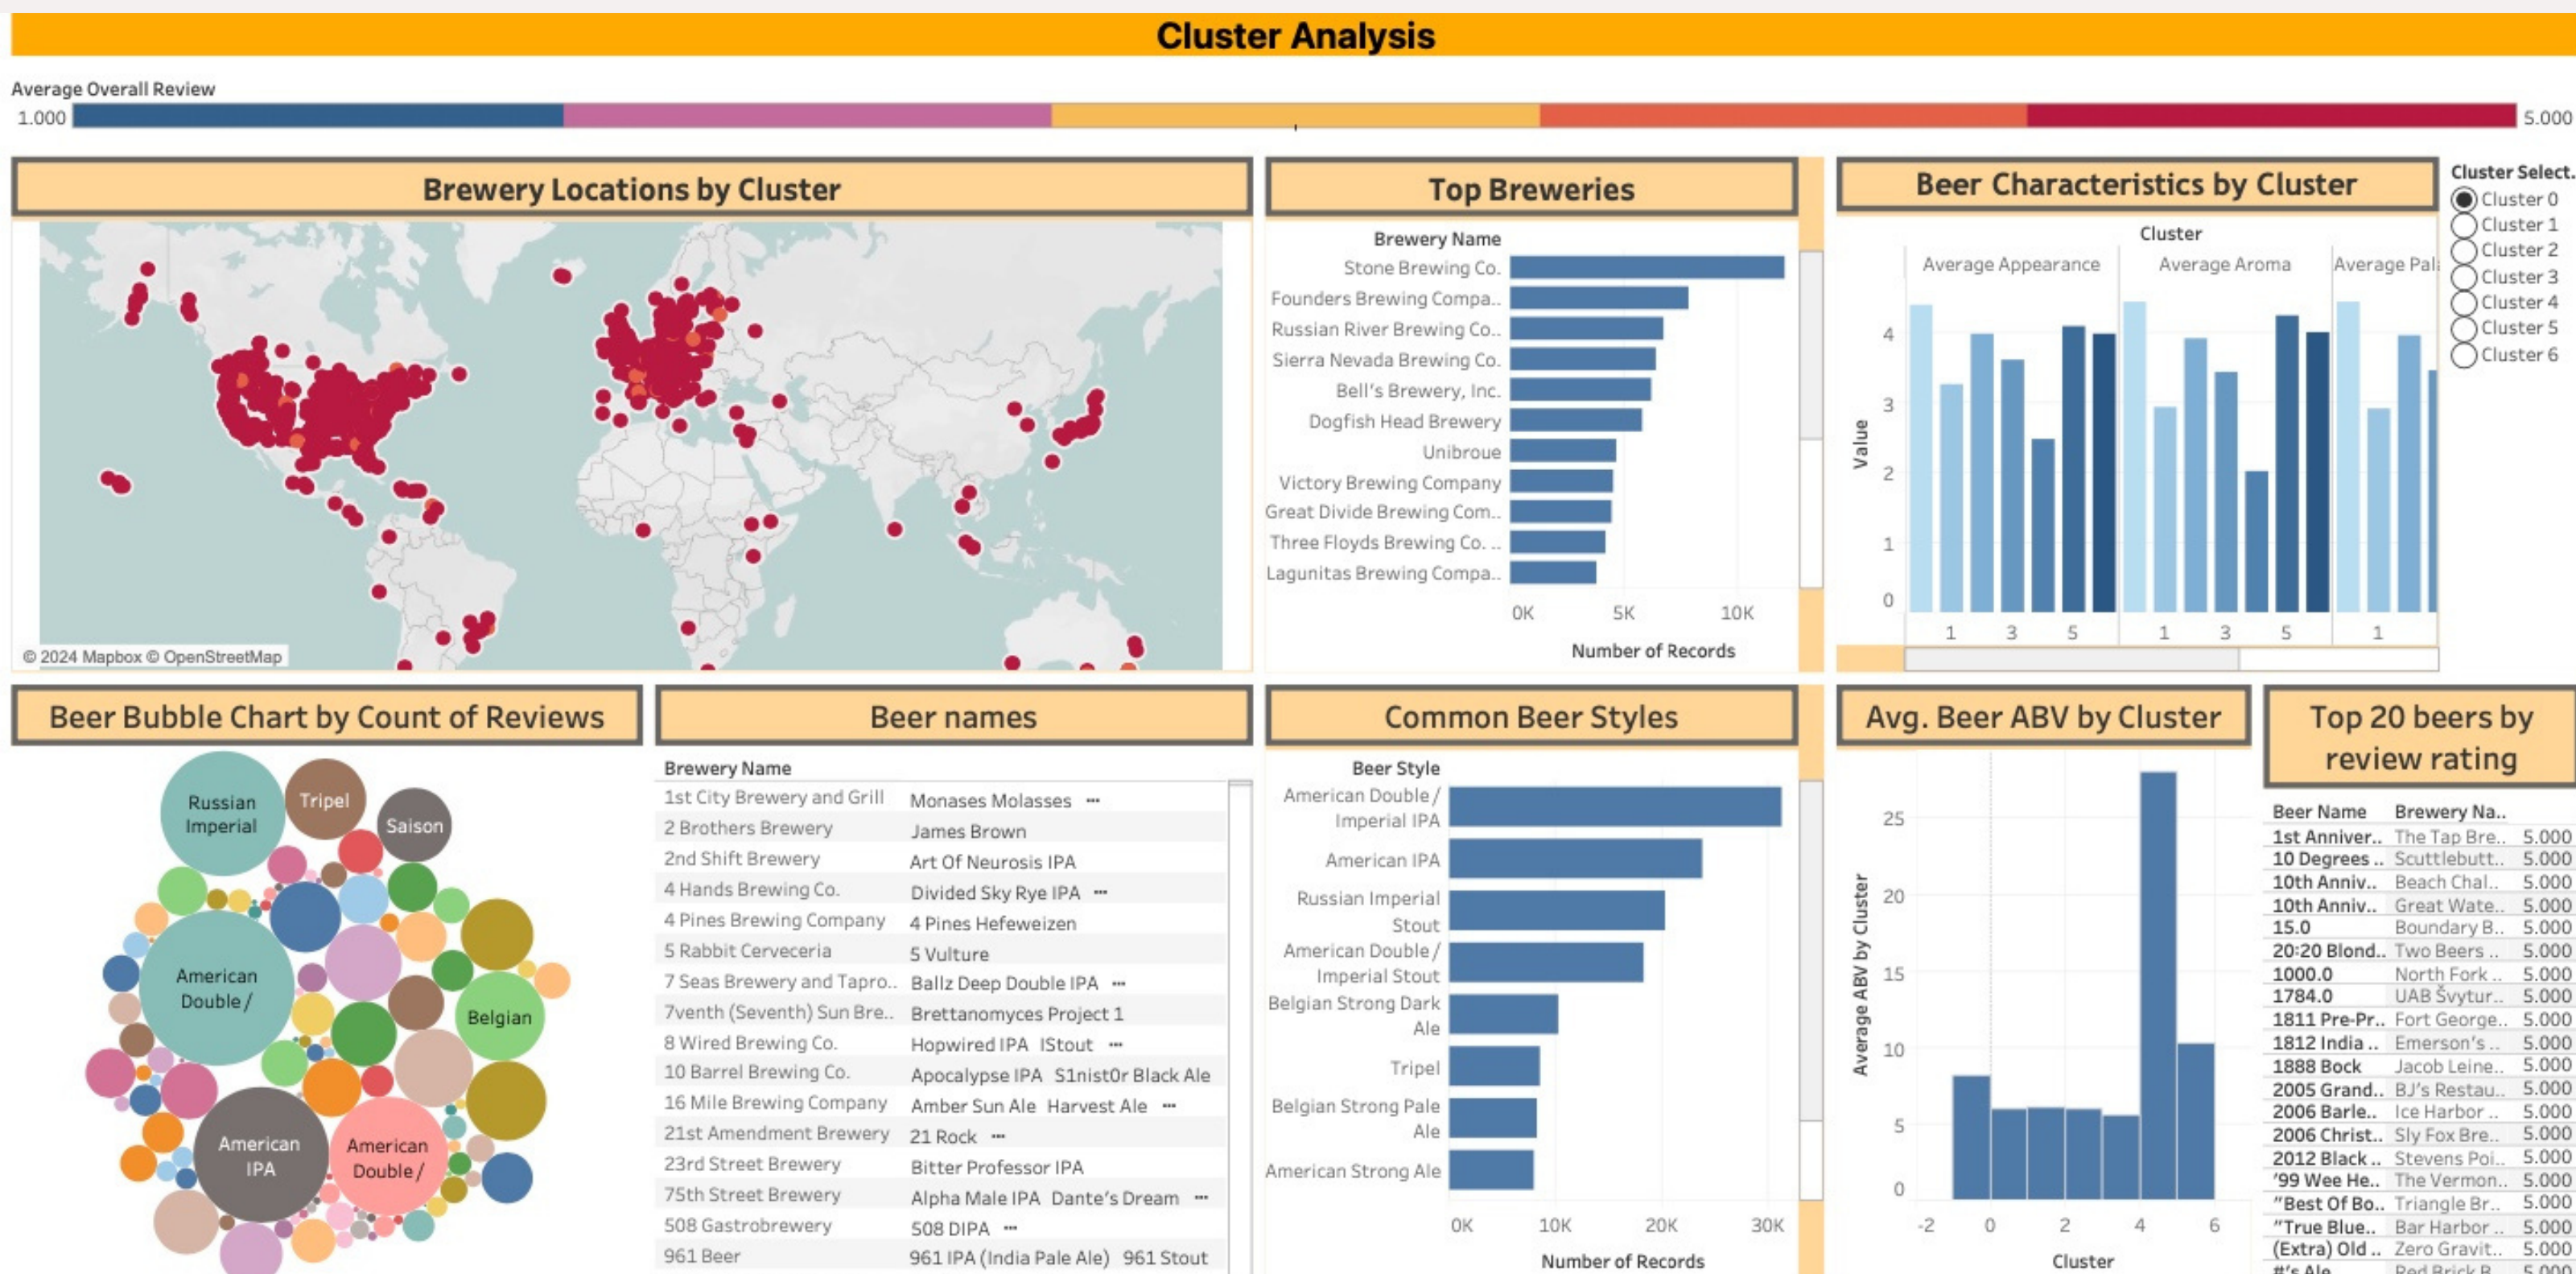 Cluster Analysis
Average Overall Review
1.000
5.000
Brewery Locations by Cluster
© 2024 Mapbox © OpenStreetMap
Top Breweries
Brewery Name
Stone Brewing Co.
Founders Brewing Compa..
Russian River Brewing Co..
Sierra Nevada Brewing Co.
Bell's Brewery, Inc.
Dogfish Head Brewery
Unibroue
Victory Brewing Company
Great Divide Brewing Com..
Three Floyds Brewing Co. ..
Lagunitas Brewing Compa..
0K 5K 10K
Number of Records
Beer Characteristics by Cluster
Cluster
Average Appearance Average Aroma Average Pal
Value
4
3
2
1
0
1 3 5 1 3 5 1
Cluster Select.
Cluster 0
Cluster 1
Cluster 2
Cluster 3
Cluster 4
Cluster 5
Cluster 6
Beer Bubble Chart by Count of Reviews
Russian
Imperial
Tripel
Saison
American
Double /
Belgian
American
IPA
American
Double /
Beer names
Brewery Name
1st City Brewery and Grill Monases Molasses ...
2 Brothers Brewery James Brown
2nd Shift Brewery Art Of Neurosis IPA
4 Hands Brewing Co. Divided Sky Rye IPA ...
4 Pines Brewing Company 4 Pines Hefeweizen
5 Rabbit Cerveceria 5 Vulture
7 Seas Brewery and Tapro.. Ballz Deep Double IPA ...
7venth (Seventh) Sun Bre.. Brettanomyces Project 1
8 Wired Brewing Co. Hopwired IPA IStout ...
10 Barrel Brewing Co. Apocalypse IPA S1nist0r Black Ale
16 Mile Brewing Company Amber Sun Ale Harvest Ale ...
21st Amendment Brewery 21 Rock ...
23rd Street Brewery Bitter Professor IPA
75th Street Brewery Alpha Male IPA Dante's Dream ...
508 Gastrobrewery 508 DIPA ...
961 Beer 961 IPA (India Pale Ale) 961 Stout
Common Beer Styles
Beer Style
American Double /
Imperial IPA
American IPA
Russian Imperial
Stout
American Double /
Imperial Stout
Belgian Strong Dark
Ale
Tripel
Belgian Strong Pale
Ale
American Strong Ale
0K 10K 20K 30K
Number of Records
Avg. Beer ABV by Cluster
Average ABV by Cluster
25
20
15
10
5
0
-2 0 2 4 6
Cluster
Top 20 beers by
review rating
Beer Name Brewery Na..
1st Anniver.. The Tap Bre.. 5.000
10 Degrees .. Scuttlebutt.. 5.000
10th Anniv.. Beach Chal.. 5.000
10th Anniv.. Great Wate.. 5.000
15.0 Boundary B.. 5.000
20:20 Blond.. Two Beers .. 5.000
1000.0 North Fork .. 5.000
1784.0 UAB Švytur.. 5.000
1811 Pre-Pr.. Fort George.. 5.000
1812 India .. Emerson's .. 5.000
1888 Bock Jacob Leine.. 5.000
2005 Grand.. BJ's Restau.. 5.000
2006 Barle.. Ice Harbor .. 5.000
2006 Christ.. Sly Fox Bre.. 5.000
2012 Black .. Stevens Poi.. 5.000
'99 Wee He.. The Vermon.. 5.000
"Best Of Bo.. Triangle Br.. 5.000
"True Blue.. Bar Harbor .. 5.000
(Extra) Old .. Zero Gravit.. 5.000
#'s Ale Red Brick B.. 5.000